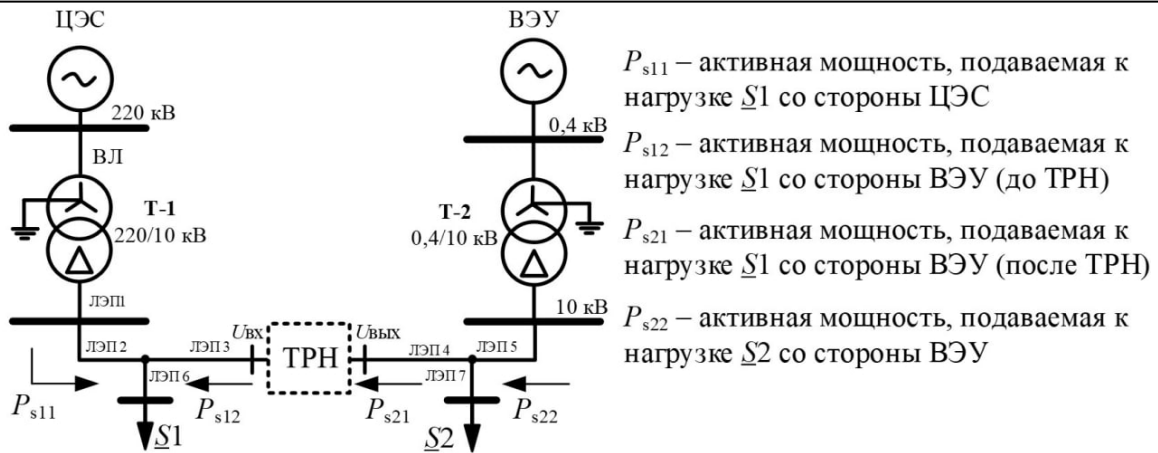 ЦЭС
ВЭУ
220 кВ
0,4 кВ
ВЛ
Т-1
220/10 кВ
Т-2
0,4/10 кВ
ЛЭП1
10 кВ
ЛЭП 2
ЛЭП 3
Uвх
ТРН
Uвых
ЛЭП 4
ЛЭП 5
ЛЭП 6
ЛЭП 7
Ps11
Ps12
Ps21
Ps22
S1
S2
Ps11 – активная мощность, подаваемая к
нагрузке S1 со стороны ЦЭС
Ps12 – активная мощность, подаваемая к
нагрузке S1 со стороны ВЭУ (до ТРН)
Ps21 – активная мощность, подаваемая к
нагрузке S1 со стороны ВЭУ (после ТРН)
Ps22 – активная мощность, подаваемая к
нагрузке S2 со стороны ВЭУ